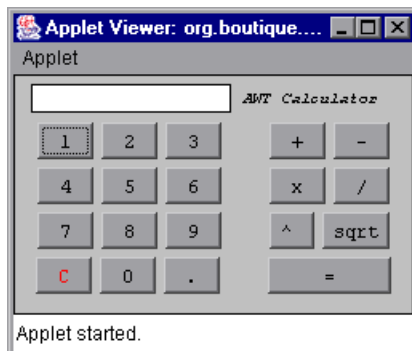 Applet Viewer: org.boutique....
Applet
AWT Calculator
1 2 3 + -
4 5 6 x /
7 8 9 ^ sqrt
C 0 . =
Applet started.